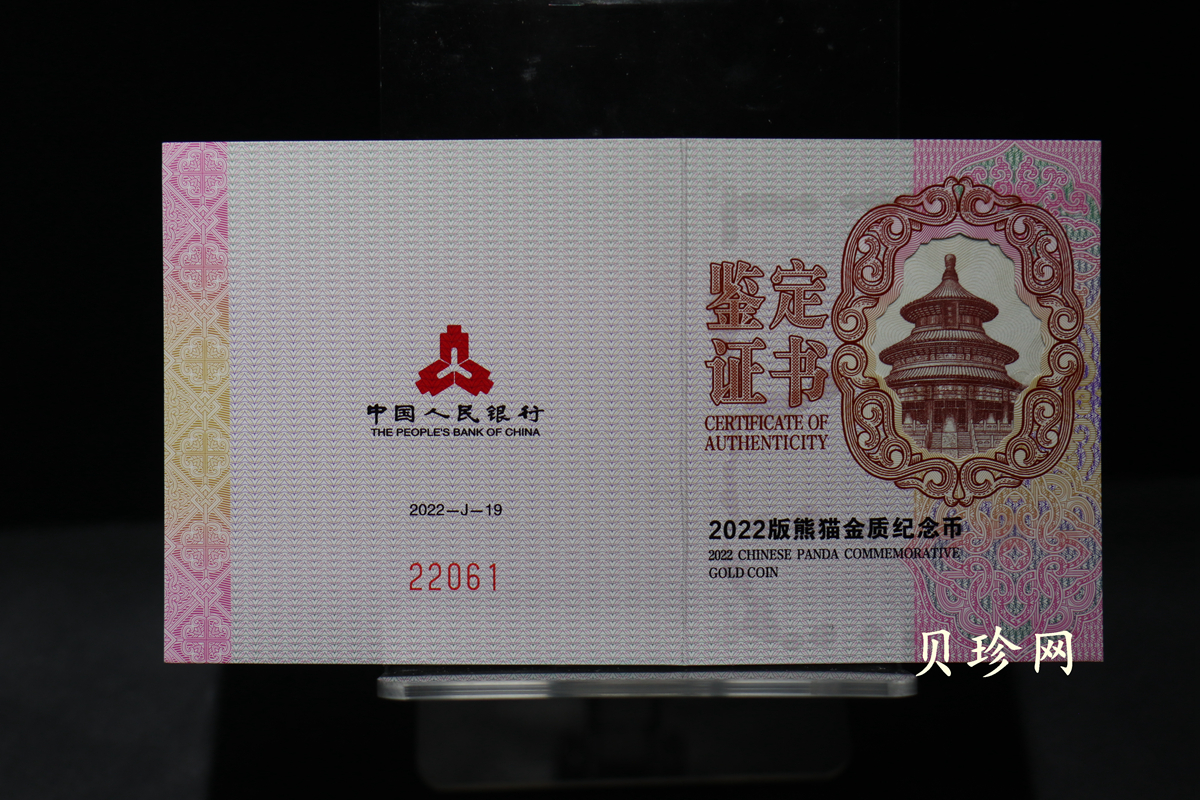 中国人民银行
THE PEOPLE'S BANK OF CHINA
2022—J—19
22061
鉴定
证书
CERTIFICATE OF
AUTHENTICITY
2022版熊猫金质纪念币
2022 CHINESE PANDA COMMEMORATIVE
GOLD COIN
贝珍网